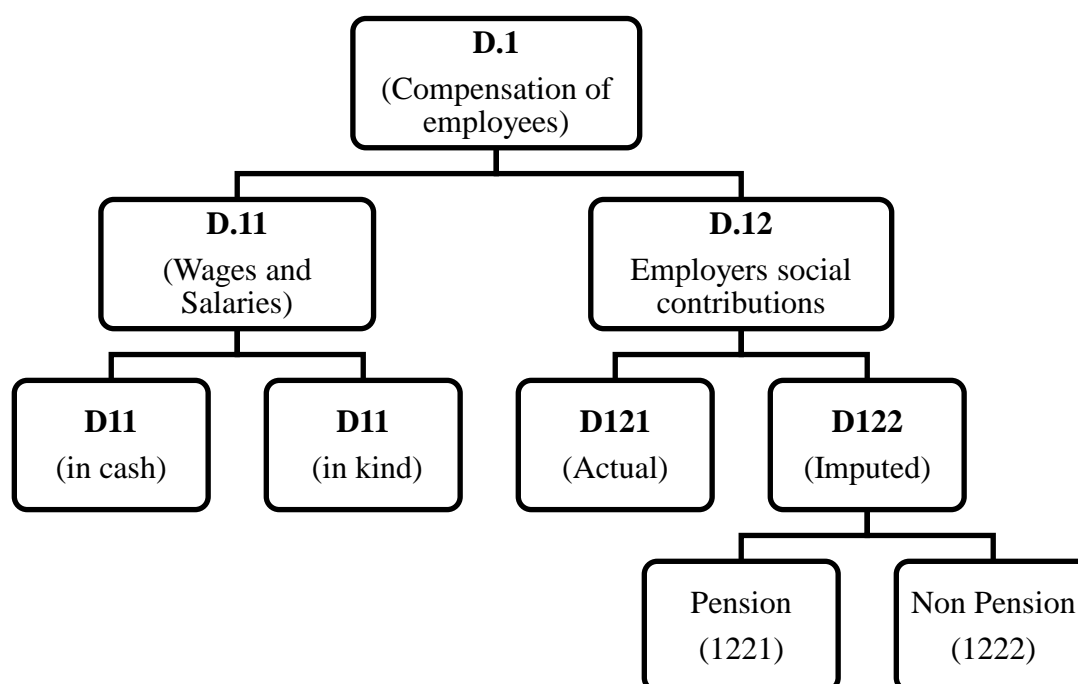 D.1
(Compensation of
employees)
D.11
(Wages and
Salaries)
D.12
Employers social
contributions
D11
(in cash)
D11
(in kind)
D121
(Actual)
D122
(Imputed)
Pension
(1221)
Non Pension
(1222)